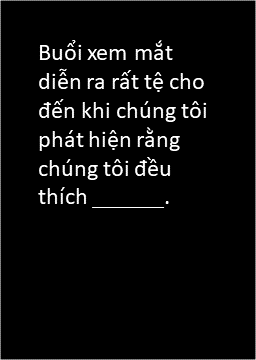 Buổi xem mắt
diễn ra rất tệ cho
đến khi chúng tôi
phát hiện rằng
chúng tôi đều
thích ______.